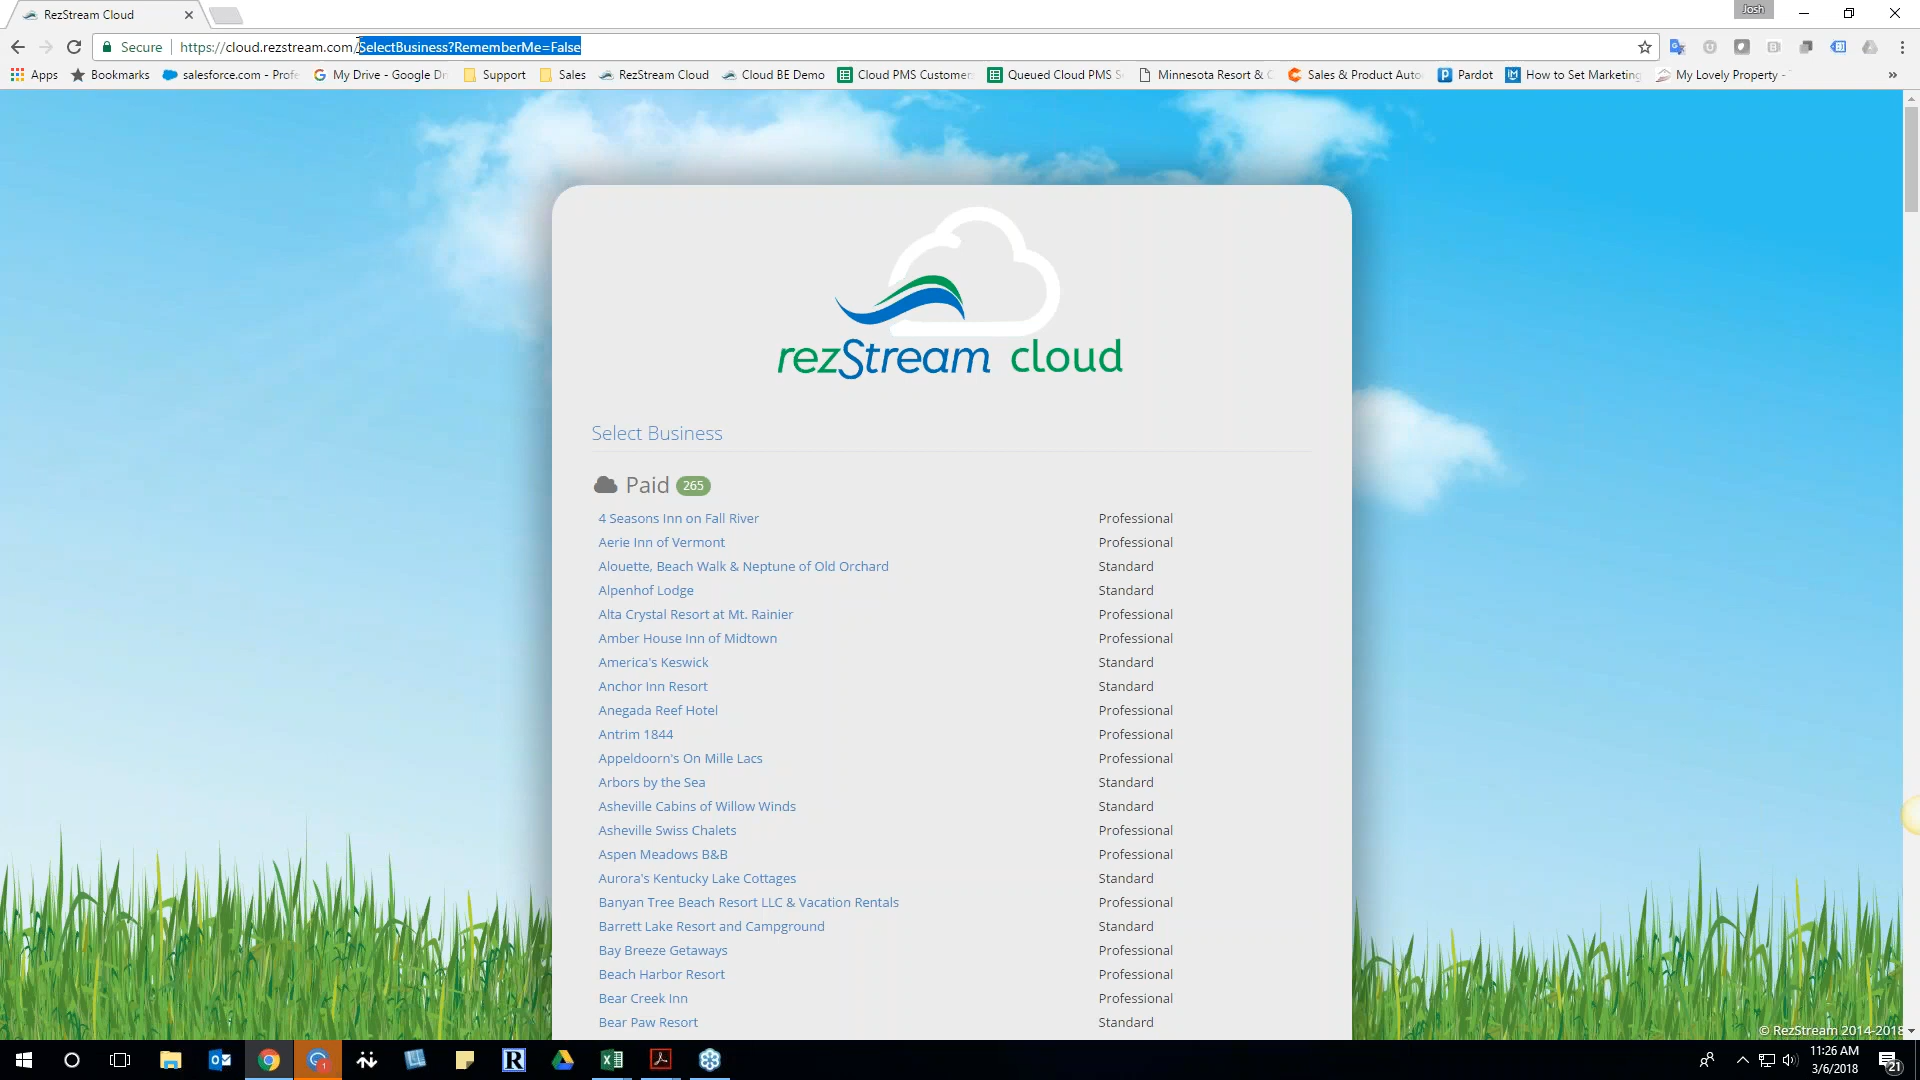 RezStream Cloud
Josh
Secure
https://cloud.rezstream.com/SelectBusiness?RememberMe=False
Apps
Bookmarks
salesforce.com - Profe
My Drive - Google Dr
Support
Sales
RezStream Cloud
Cloud BE Demo
Cloud PMS Customer
Queued Cloud PMS S
Minnesota Resort & C
Sales & Product Auto
Pardot
How to Set Marketing
My Lovely Property -
»
rezStream cloud
Select Business
Paid 265
4 Seasons Inn on Fall River Professional
Aerie Inn of Vermont Professional
Alouette, Beach Walk & Neptune of Old Orchard Standard
Alpenhof Lodge Standard
Alta Crystal Resort at Mt. Rainier Professional
Amber House Inn of Midtown Professional
America's Keswick Standard
Anchor Inn Resort Standard
Anegada Reef Hotel Professional
Antrim 1844 Professional
Appeldoorn's On Mille Lacs Professional
Arbors by the Sea Standard
Asheville Cabins of Willow Winds Standard
Asheville Swiss Chalets Professional
Aspen Meadows B&B Professional
Aurora's Kentucky Lake Cottages Standard
Banyan Tree Beach Resort LLC & Vacation Rentals Professional
Barrett Lake Resort and Campground Standard
Bay Breeze Getaways Professional
Beach Harbor Resort Professional
Bear Creek Inn Professional
Bear Paw Resort Standard
© RezStream 2014-2018
11:26 AM
3/6/2018
21